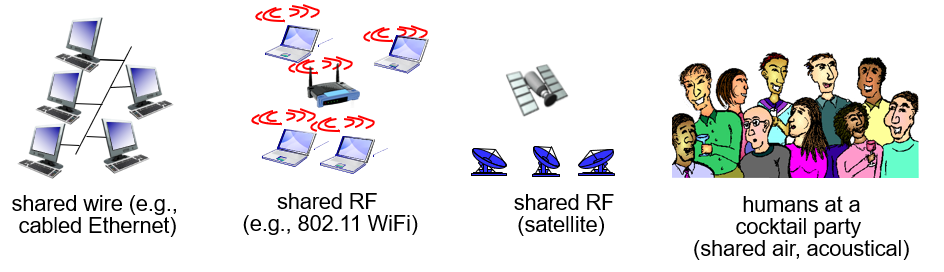 shared wire (e.g.,
cabled Ethernet)
shared RF
(e.g., 802.11 WiFi)
shared RF
(satellite)
humans at a
cocktail party
(shared air, acoustical)